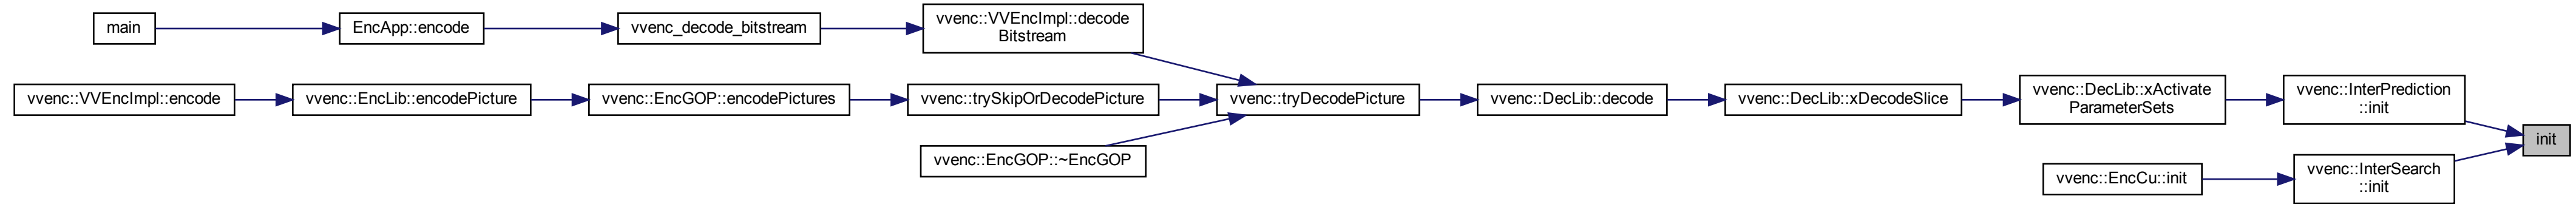 main
EncApp::encode
vvenc_decode_bitstream
vvenc::VVEncImpl::decode
Bitstream
vvenc::VVEncImpl::encode
vvenc::EncLib::encodePicture
vvenc::EncGOP::encodePictures
vvenc::trySkipOrDecodePicture
vvenc::tryDecodePicture
vvenc::DecLib::decode
vvenc::DecLib::xDecodeSlice
vvenc::DecLib::xActivate
ParameterSets
vvenc::InterPrediction
::init
init
vvenc::EncGOP::~EncGOP
vvenc::EncCu::init
vvenc::InterSearch
::init